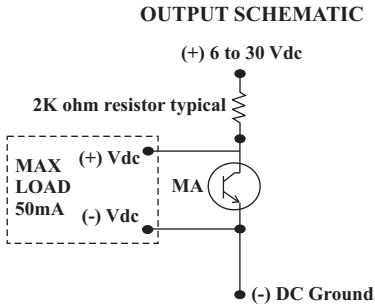 OUTPUT SCHEMATIC
(+) 6 to 30 Vdc
2K ohm resistor typical
(+) Vdc
MAX
LOAD
50mA
MA
(-) Vdc
(-) DC Ground